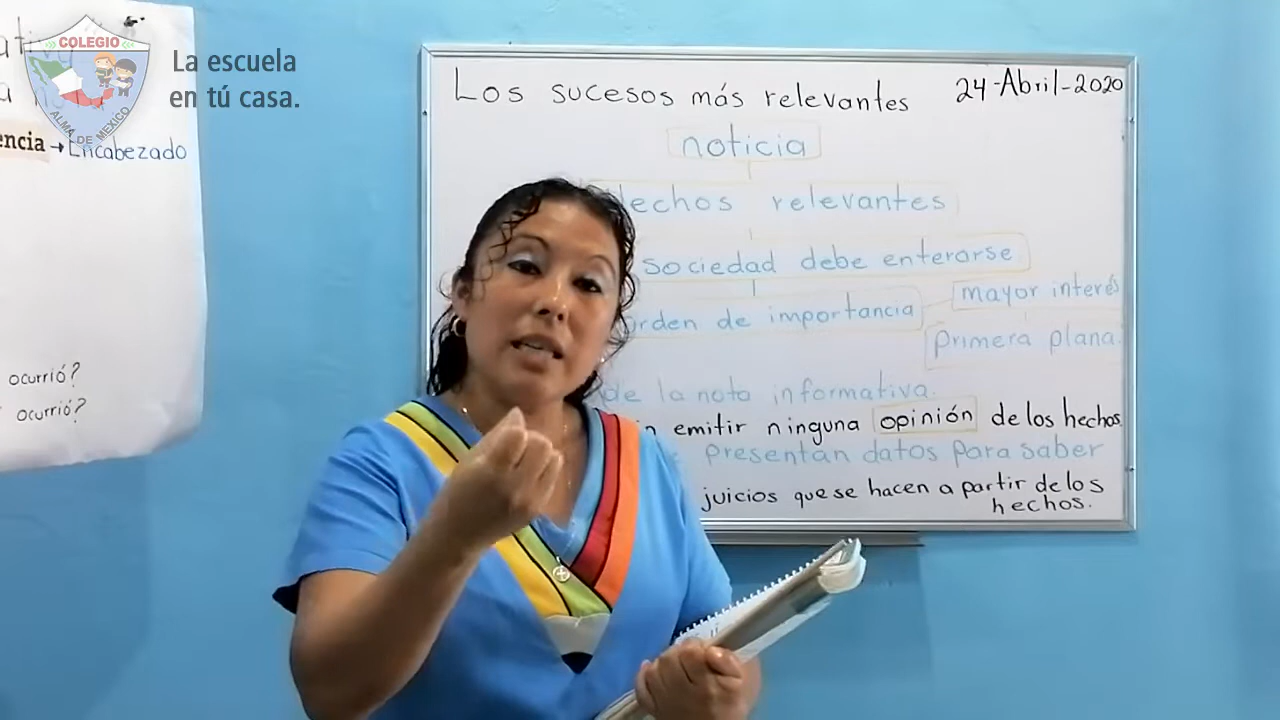 COLEGIO
ALMA DE MEXICO
La escuela
en tú casa.
encia → Encabezado
ocurrió?
ocurrió?
Los sucesos más relevantes
24-Abril-2020
noticia
Hechos relevantes
sociedad debe enterarse
orden de importancia
mayor interés
primera plana.
de la nota informativa.
emitir ninguna opinión de los hechos.
presentan datos para saber
juicios que se hacen a partir de los
hechos.